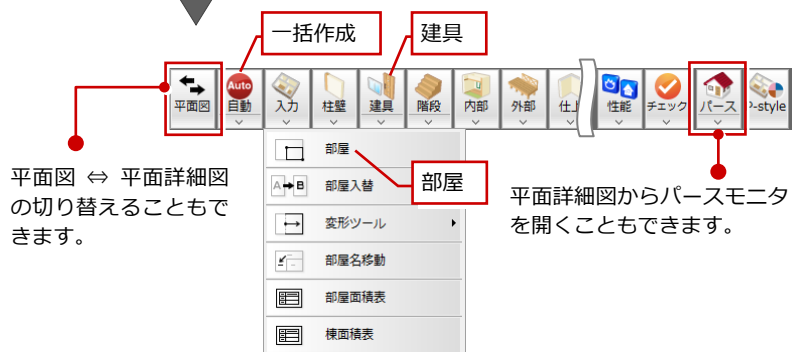 一括作成
建具
平面図
Auto
自動
入力
柱壁
建具
階段
内部
外部
仕上
性能
チェック
パース
P-style
部屋
部屋
A B
部屋入替
変形ツール
部屋名移動
部屋面積表
棟面積表
平面図 ⇔ 平面詳細図
の切り替えることもで
きます。
平面詳細図からパースモニタ
を開くこともできます。